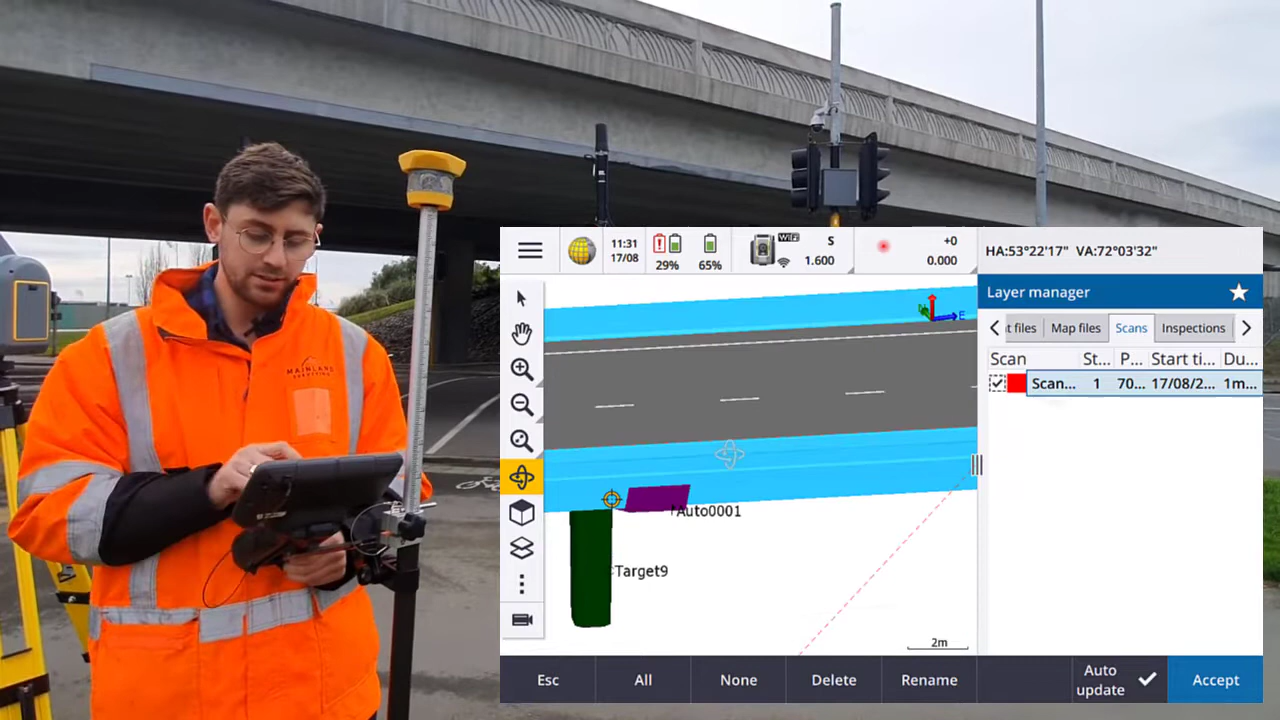 MAINLAND
11:31
17/08
29%
65%
WiFi
S
1.600
+0
0.000
HA:53°22'17" VA:72°03'32"
Layer manager
t files
Map files
Scans
Inspections
Scan
St...
P...
Start ti...
Du...
Scan...
1
70...
17/08/2...
1m...
E
Auto0001
Target9
2m
Esc
All
None
Delete
Rename
Auto
update
Accept